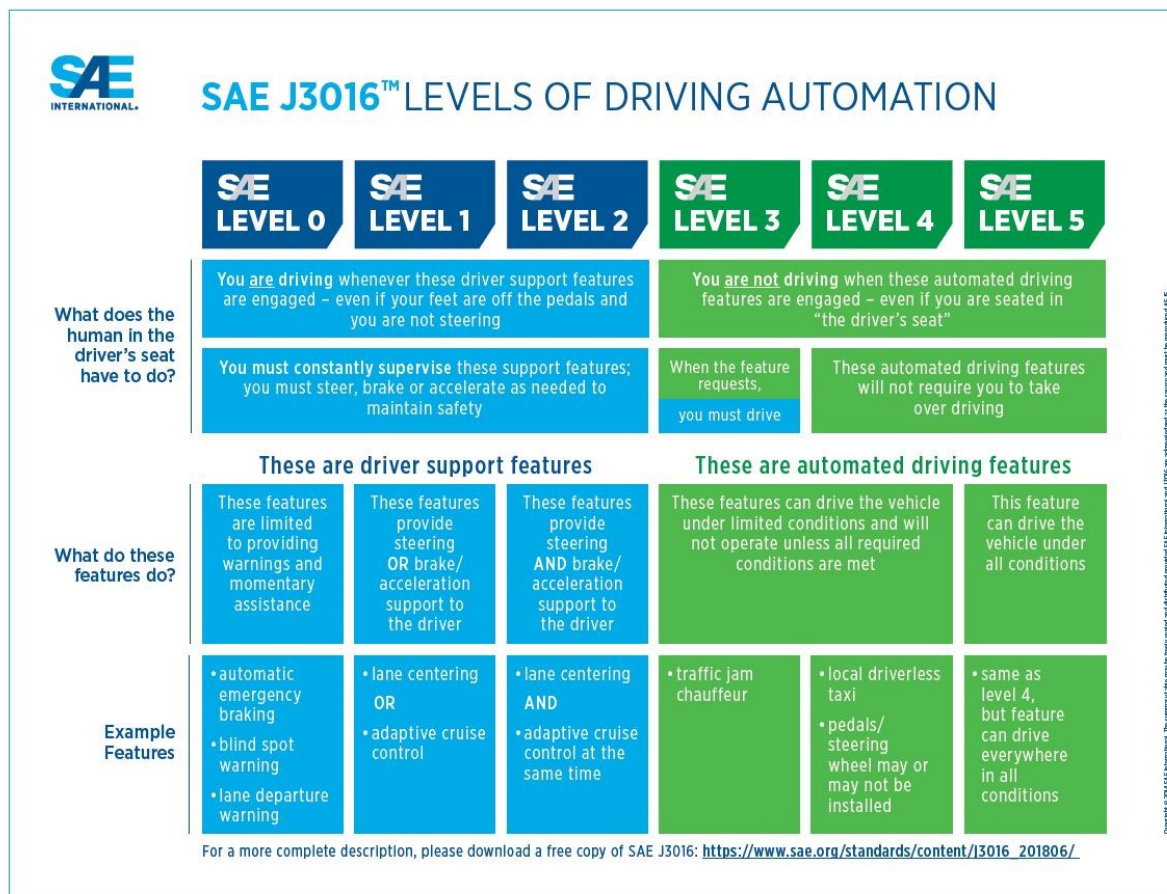 SAE
INTERNATIONAL®
SAE J3016™ LEVELS OF DRIVING AUTOMATION
SAE
LEVEL 0
SAE
LEVEL 1
SAE
LEVEL 2
SAE
LEVEL 3
SAE
LEVEL 4
SAE
LEVEL 5
What does the
human in the
driver's seat
have to do?
You are driving whenever these driver support features
are engaged – even if your feet are off the pedals and
you are not steering
You are not driving when these automated driving
features are engaged – even if you are seated in
“the driver's seat”
You must constantly supervise these support features;
you must steer, brake or accelerate as needed to
maintain safety
When the feature
requests,
you must drive
These automated driving features
will not require you to take
over driving
These are driver support features
These are automated driving features
What do these
features do?
These features
are limited
to providing
warnings and
momentary
assistance
These features
provide
steering
OR brake/
acceleration
support to
the driver
These features
provide
steering
AND brake/
acceleration
support to
the driver
These features can drive the vehicle
under limited conditions and will
not operate unless all required
conditions are met
This feature
can drive the
vehicle under
all conditions
Example
Features
• automatic
emergency
braking
• blind spot
warning
• lane departure
warning
• lane centering
OR
• adaptive cruise
control
• lane centering
AND
• adaptive cruise
control at the
same time
• traffic jam
chauffeur
• local driverless
taxi
• pedals/
steering
wheel may or
may not be
installed
• same as
level 4,
but feature
can drive
everywhere
in all
conditions
For a more complete description, please download a free copy of SAE J3016: https://www.sae.org/standards/content/j3016_201806/